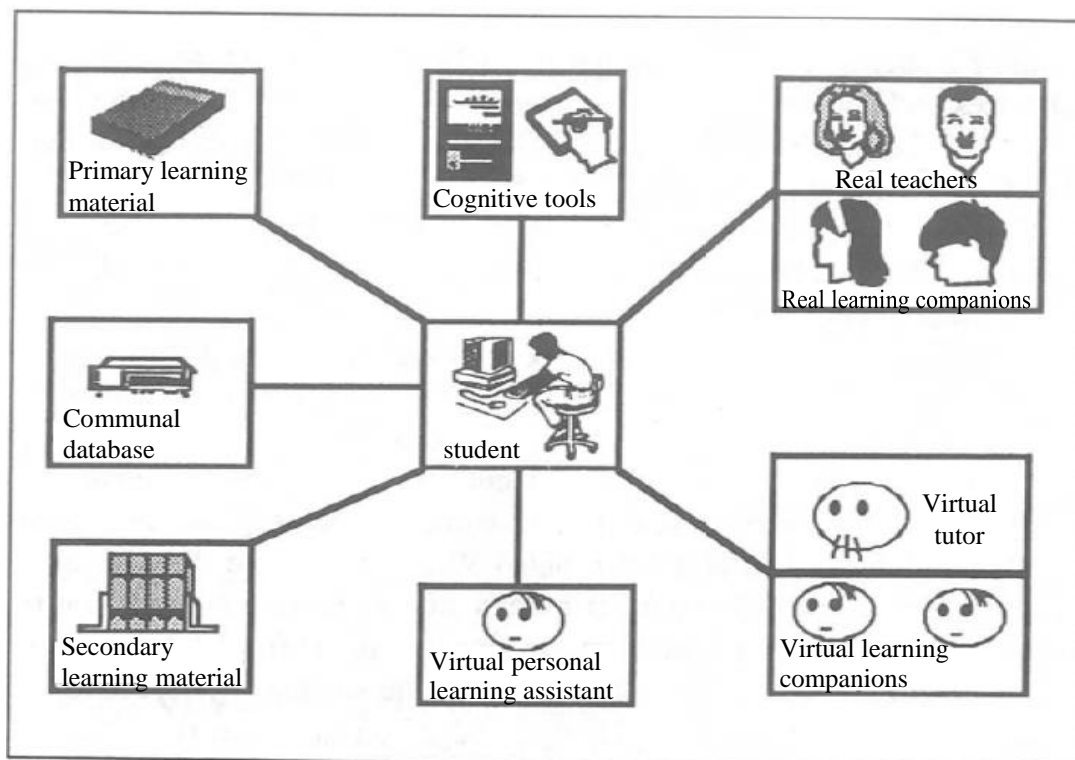 Primary learning
material
Cognitive tools
Real teachers
Real learning companions
Communal
database
student
Virtual
tutor
Secondary
learning material
Virtual personal
learning assistant
Virtual learning
companions